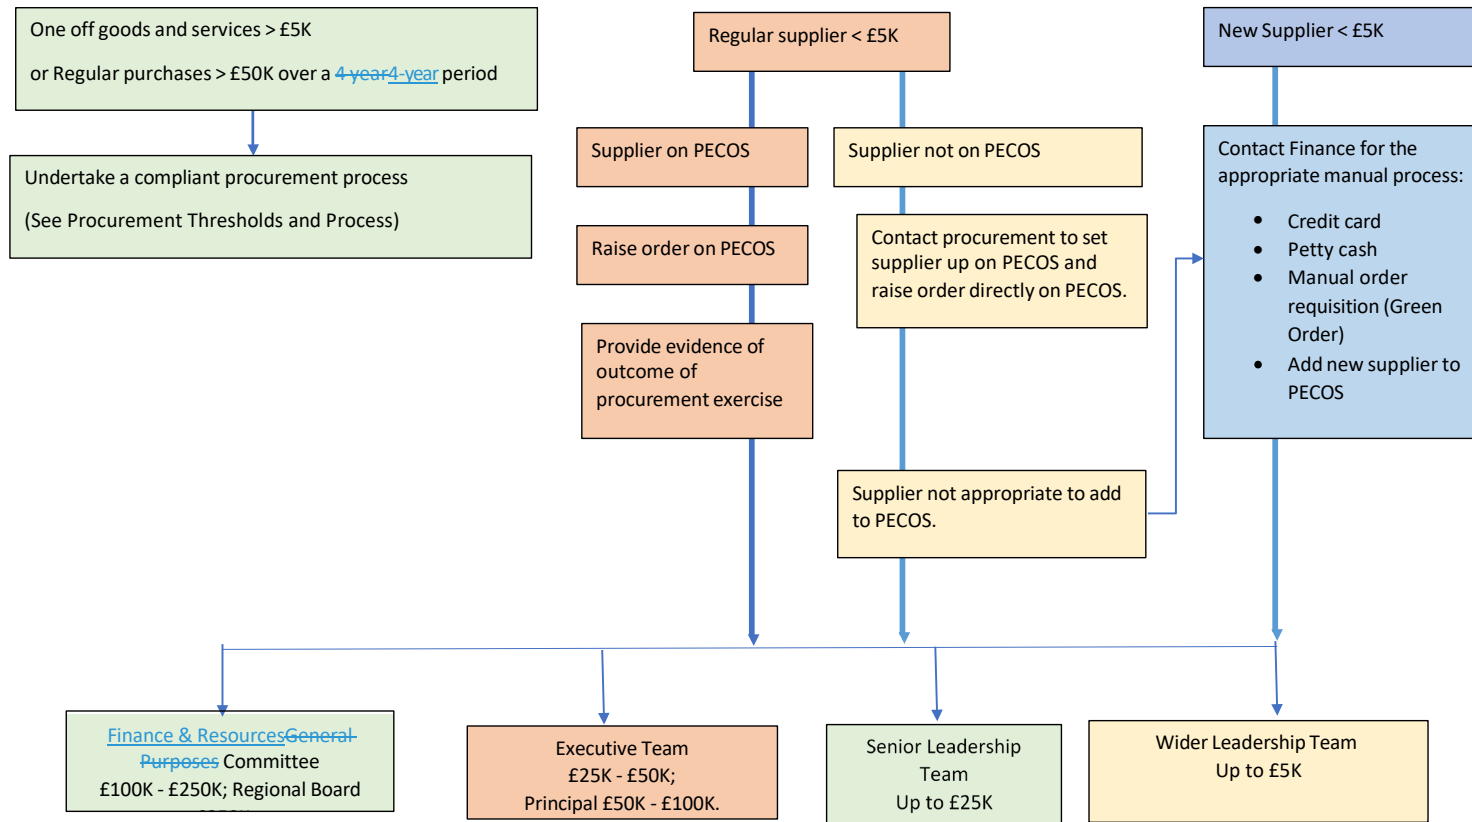 One off goods and services > £5K
or Regular purchases > £50K over a 4 year4-year period
Undertake a compliant procurement process
(See Procurement Thresholds and Process)
Regular supplier < £5K
Supplier on PECOS
Raise order on PECOS
Provide evidence of
outcome of
procurement exercise
Supplier not on PECOS
Contact procurement to set
supplier up on PECOS and
raise order directly on PECOS.
Supplier not appropriate to add
to PECOS.
New Supplier < £5K
Contact Finance for the
appropriate manual process:
• Credit card
• Petty cash
• Manual order
requisition (Green
Order)
• Add new supplier to
PECOS
Finance & ResourcesGeneral
Purposes Committee
£100K - £250K; Regional Board
Executive Team
£25K - £50K;
Principal £50K - £100K.
Senior Leadership
Team
Up to £25K
Wider Leadership Team
Up to £5K